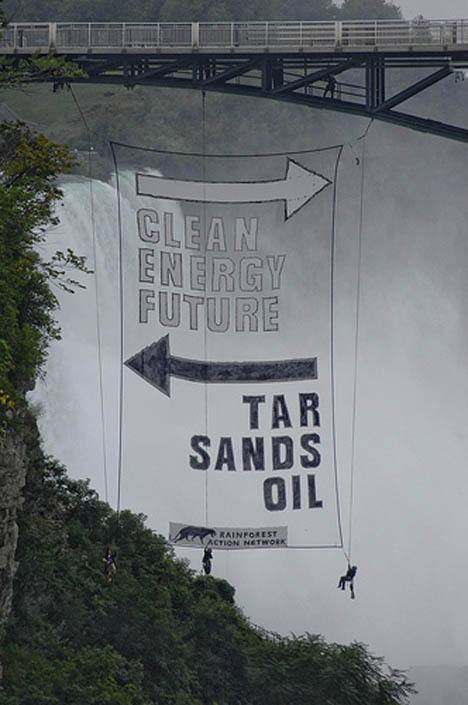 CLEAN
ENERGY
FUTURE
TAR
SANDS
OIL
RAINFOREST
ACTION NETWORK